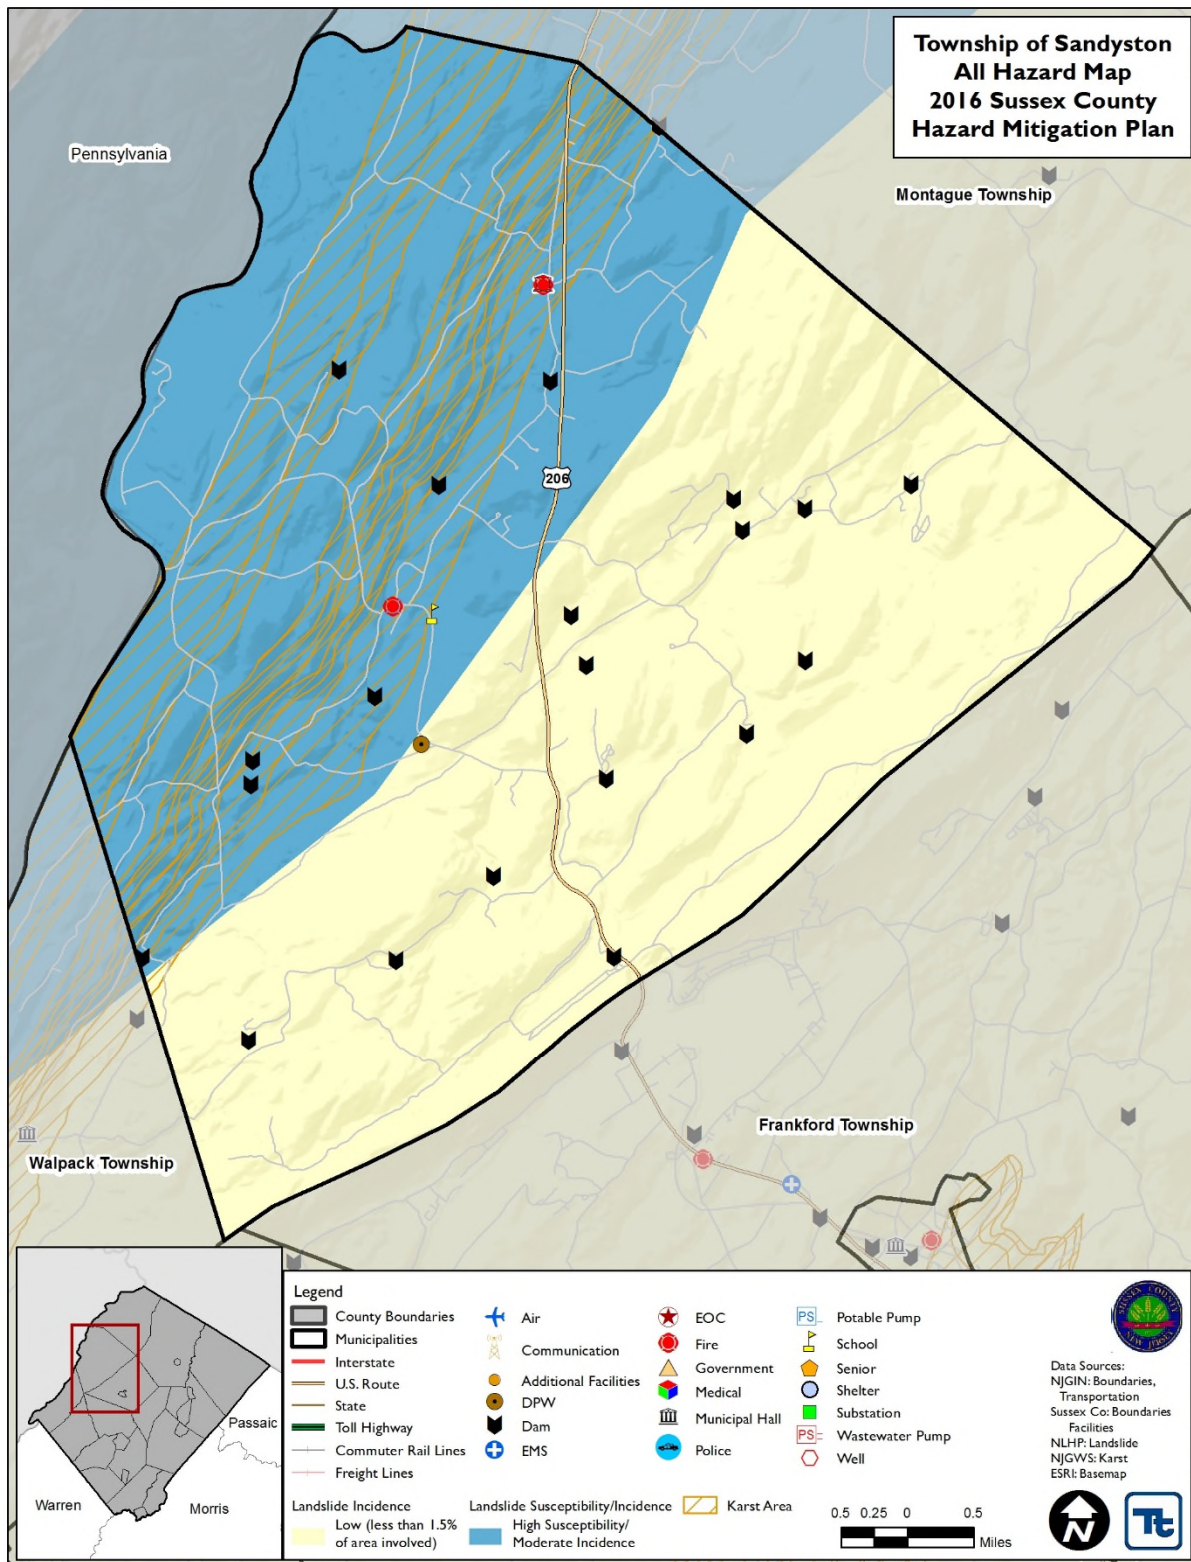 Township of Sandyston
All Hazard Map
2016 Sussex County
Hazard Mitigation Plan
Pennsylvania
Montague Township
206
Frankford Township
Walpack Township
Passaic
Warren
Morris
Legend
County Boundaries
Municipalities
Interstate
U.S. Route
State
Toll Highway
Commuter Rail Lines
Freight Lines
Air
Communication
Additional Facilities
DPW
Dam
EMS
EOC
Fire
Government
Medical
Municipal Hall
Police
PS
Potable Pump
School
Senior
Shelter
Substation
PS
Wastewater Pump
Well
Landslide Incidence
Low (less than 1.5%
of area involved)
Landslide Susceptibility/Incidence
High Susceptibility/
Moderate Incidence
Karst Area
SUSSEX COUNTY
NEW JERSEY
Data Sources:
NJGIN: Boundaries,
Transportation
Sussex Co: Boundaries
Facilities
NLHP: Landslide
NJGWS: Karst
ESRI: Basemap
0.5 0.25 0 0.5
Miles
N
Tt